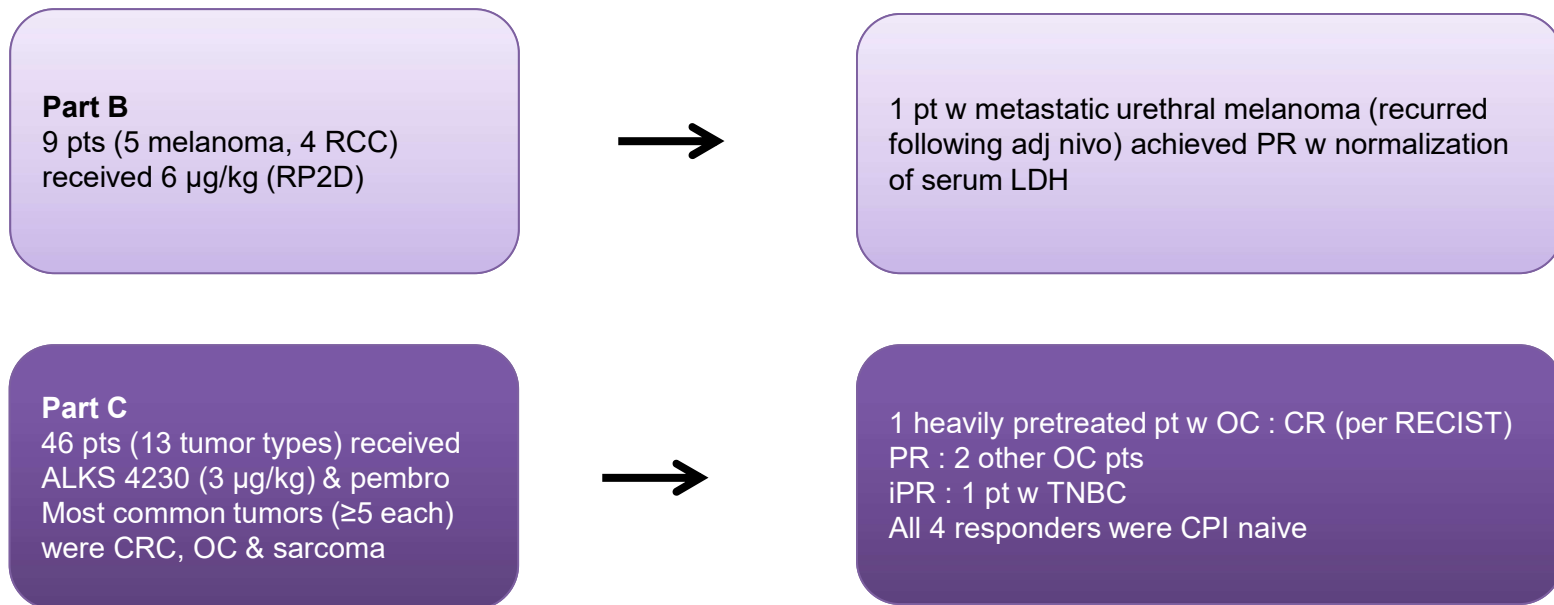 Part B
9 pts (5 melanoma, 4 RCC)
received 6 µg/kg (RP2D)
1 pt w metastatic urethral melanoma (recurred
following adj nivo) achieved PR w normalization
of serum LDH
Part C
46 pts (13 tumor types) received
ALKS 4230 (3 µg/kg) & pembro
Most common tumors (≥5 each)
were CRC, OC & sarcoma
1 heavily pretreated pt w OC : CR (per RECIST)
PR : 2 other OC pts
iPR : 1 pt w TNBC
All 4 responders were CPI naive